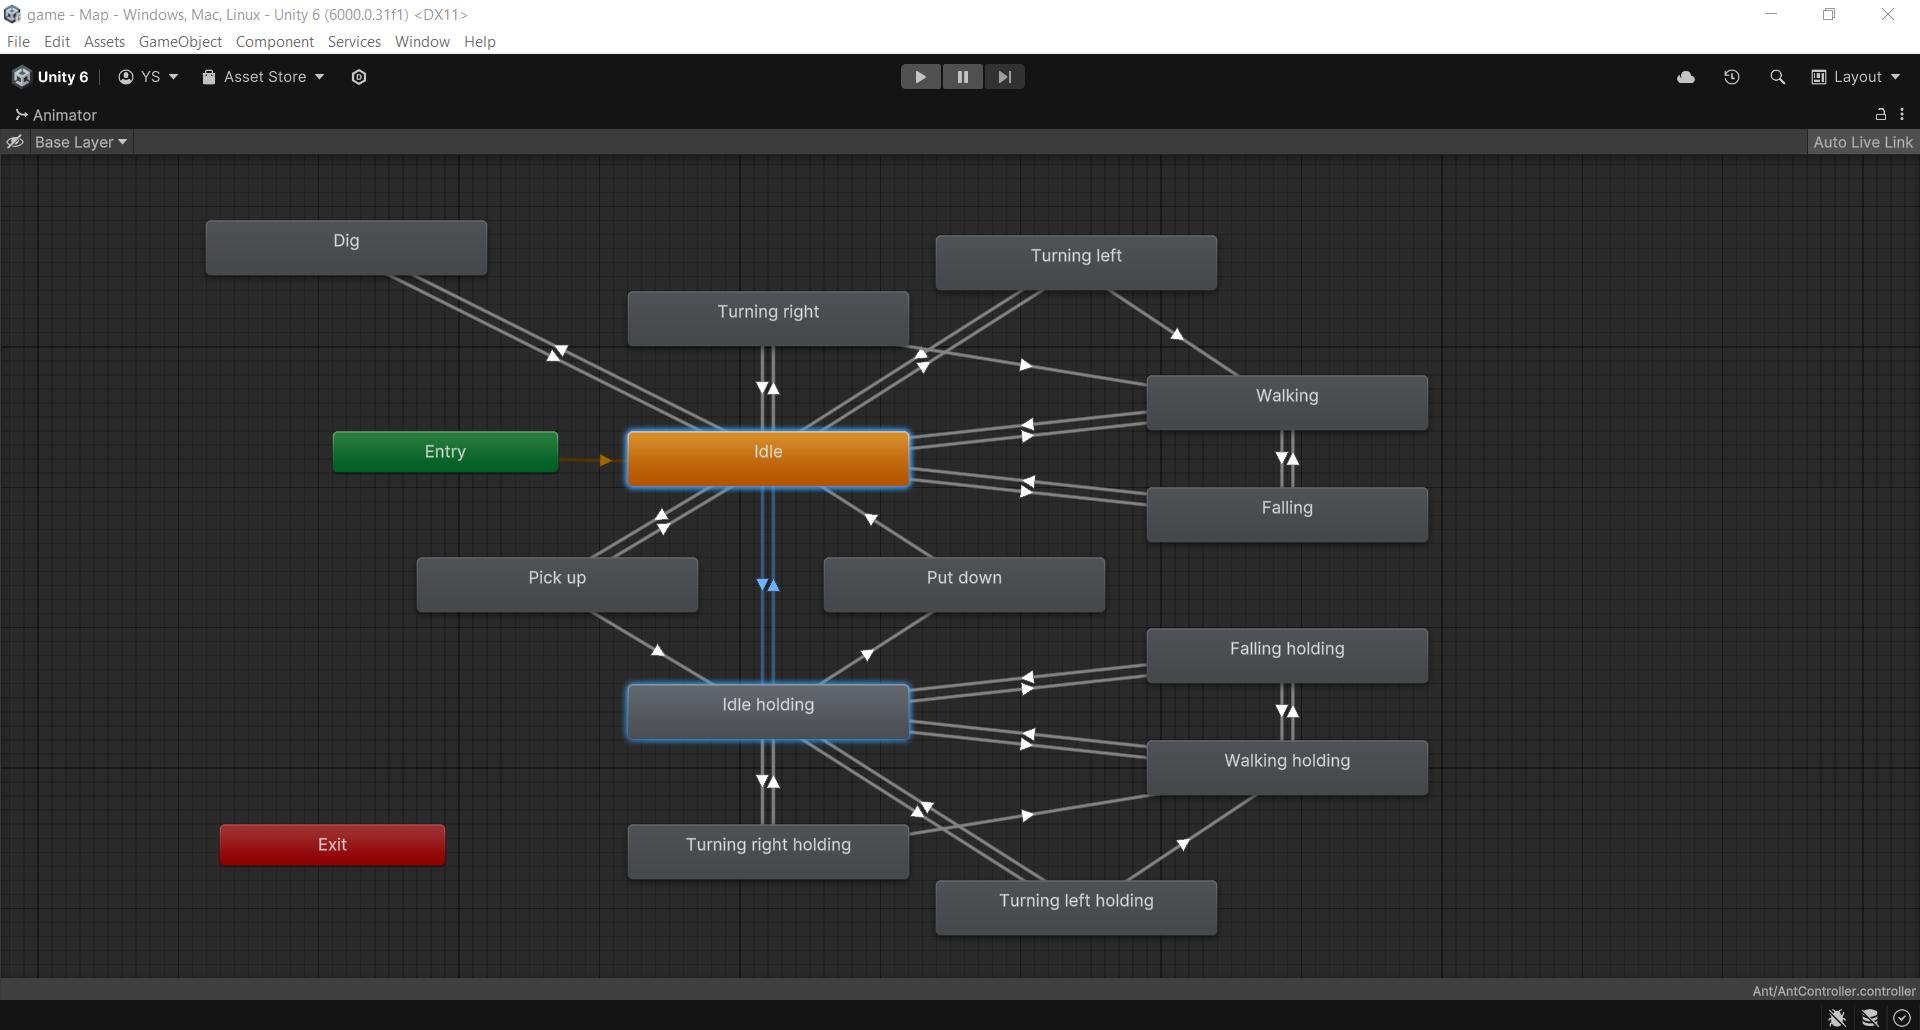 game - Map - Windows, Mac, Linux - Unity 6 (6000.0.31f1) <DX11>
File Edit Assets GameObject Component Services Window Help
Unity 6 YS Asset Store Layout
Animator
Base Layer Auto Live Link
Dig
Turning left
Turning right
Walking
Entry
Idle
Falling
Pick up
Put down
Falling holding
Idle holding
Walking holding
Exit
Turning right holding
Turning left holding
Ant/AntController.controller